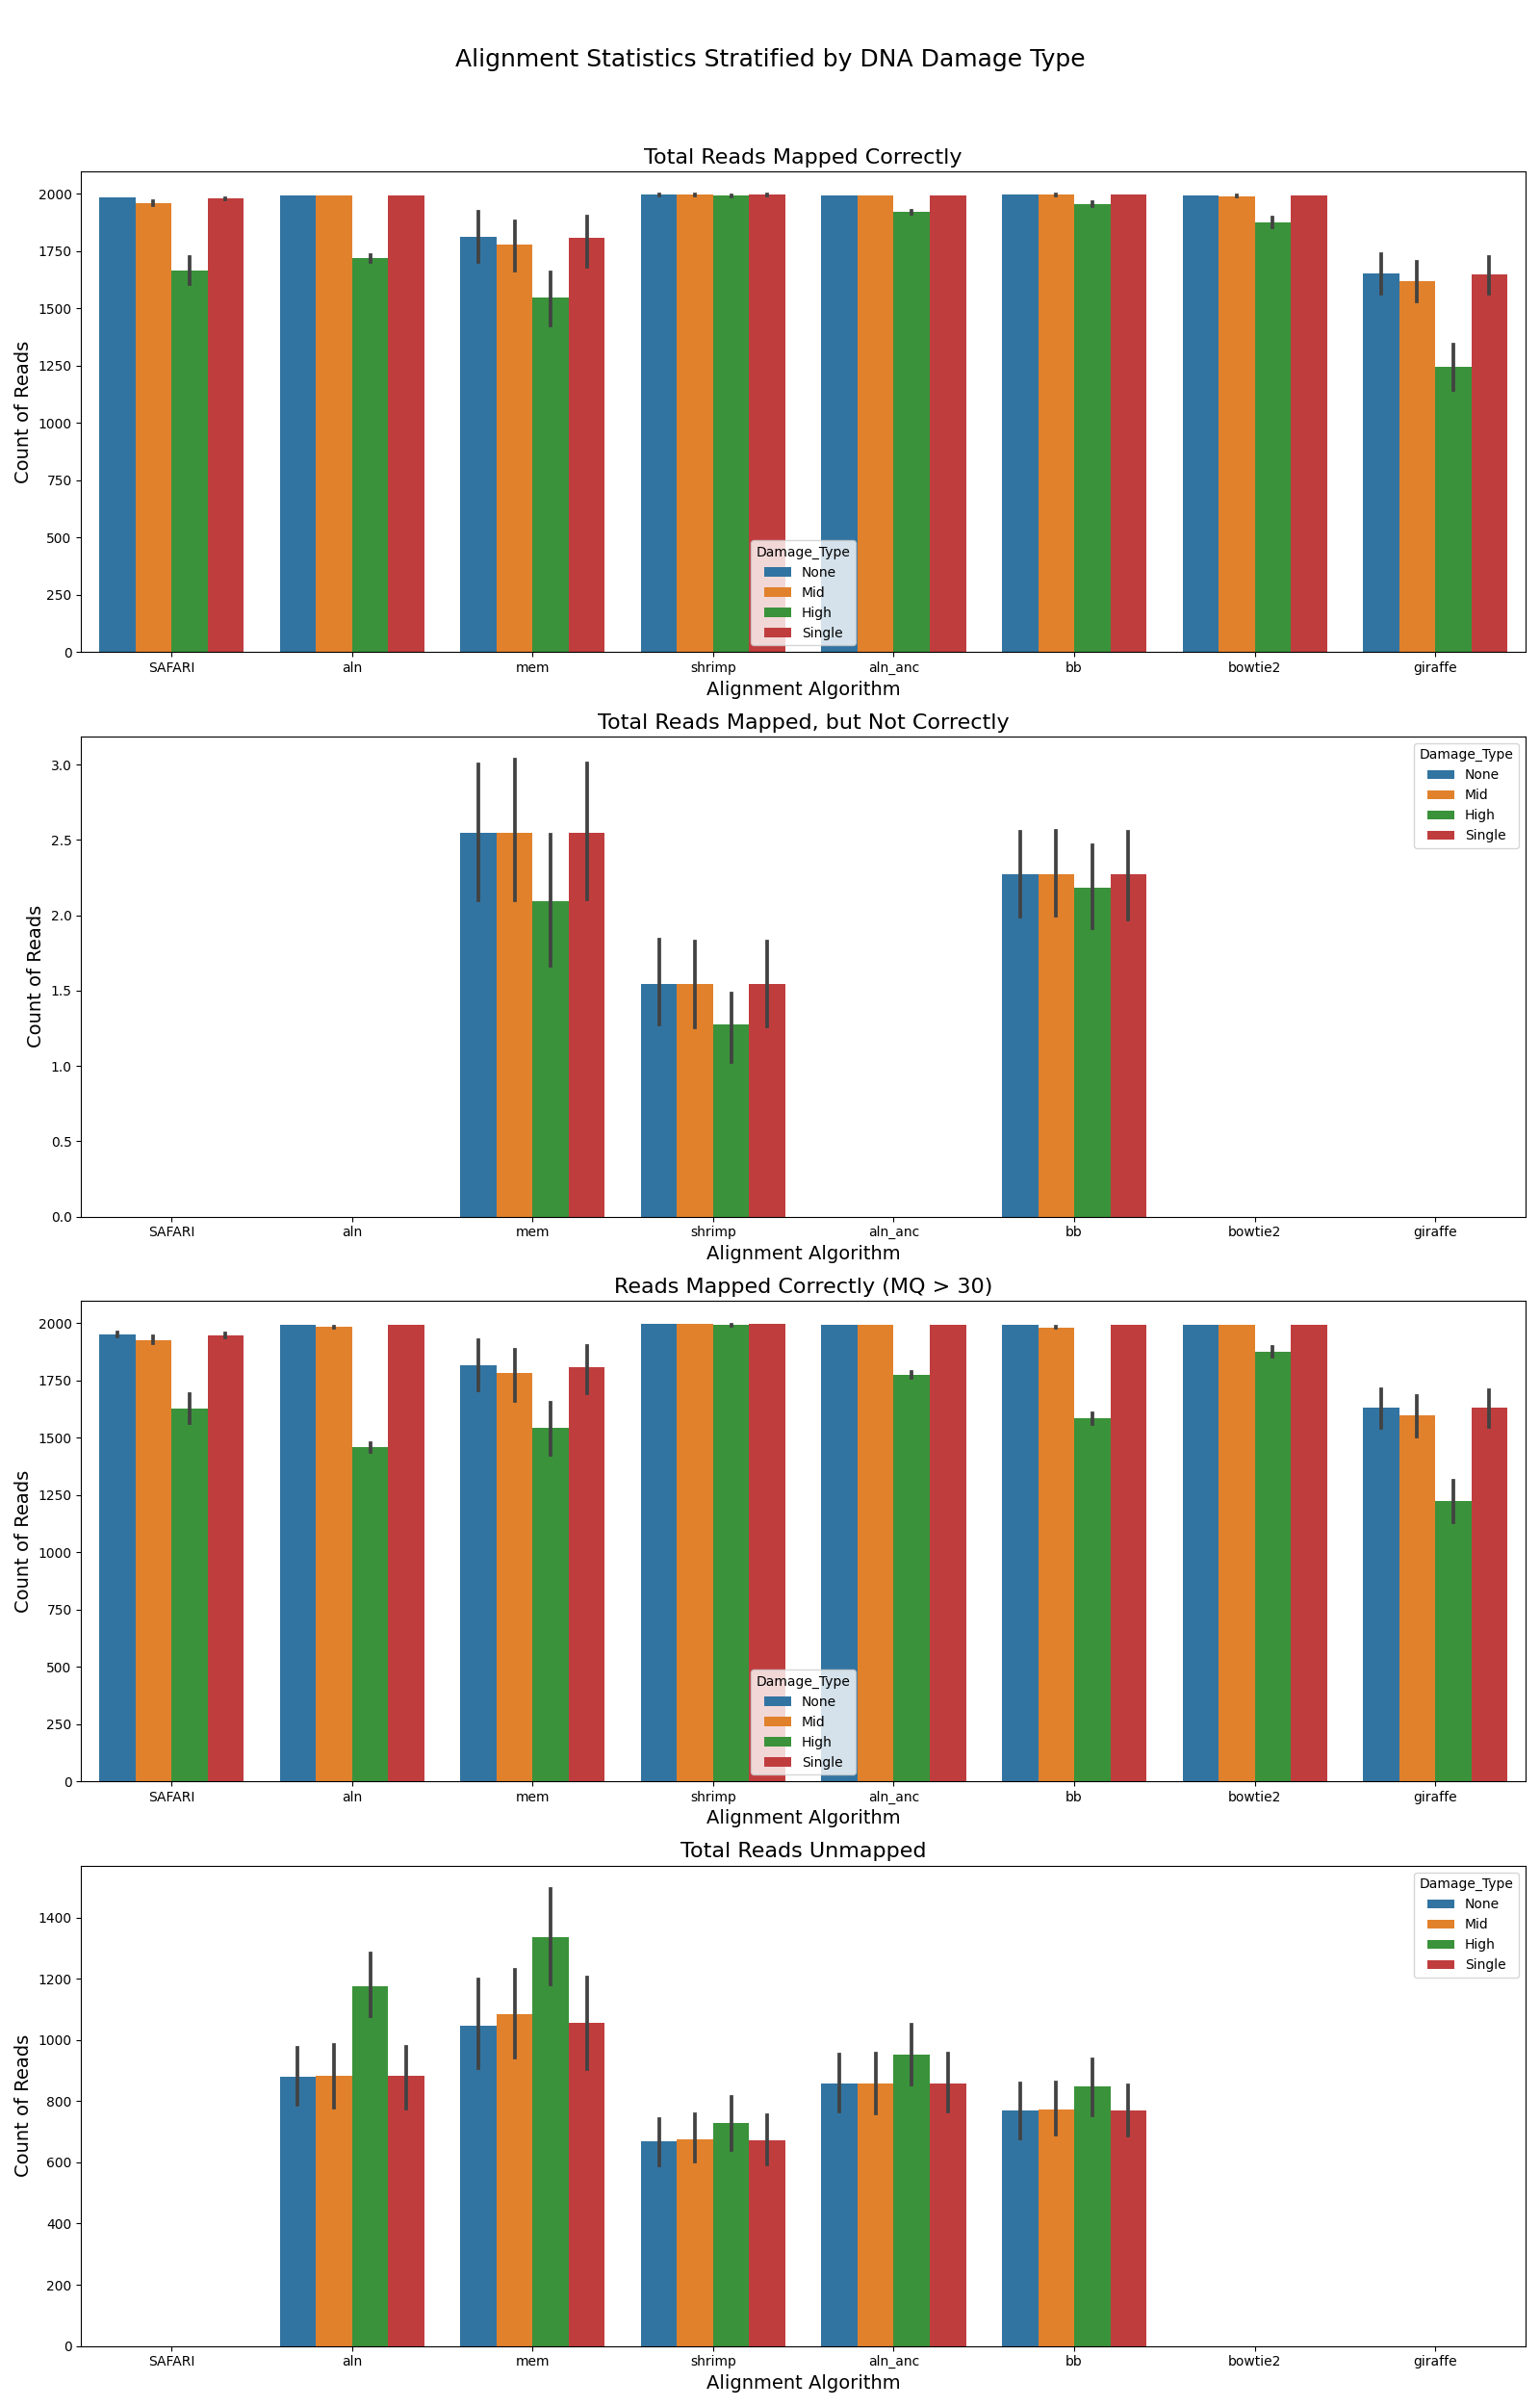 Alignment Statistics Stratified by DNA Damage Type
Total Reads Mapped Correctly
Count of Reads
2000
1750
1500
1250
1000
750
500
250
0
Damage_Type
None
Mid
High
Single
SAFARI aln mem shrimp aln_anc bb bowtie2 giraffe
Alignment Algorithm
Total Reads Mapped, but Not Correctly
Count of Reads
3.0
2.5
2.0
1.5
1.0
0.5
0.0
Damage_Type
None
Mid
High
Single
SAFARI aln mem shrimp aln_anc bb bowtie2 giraffe
Alignment Algorithm
Reads Mapped Correctly (MQ > 30)
Count of Reads
2000
1750
1500
1250
1000
750
500
250
0
Damage_Type
None
Mid
High
Single
SAFARI aln mem shrimp aln_anc bb bowtie2 giraffe
Alignment Algorithm
Total Reads Unmapped
Count of Reads
1400
1200
1000
800
600
400
200
0
Damage_Type
None
Mid
High
Single
SAFARI aln mem shrimp aln_anc bb bowtie2 giraffe
Alignment Algorithm